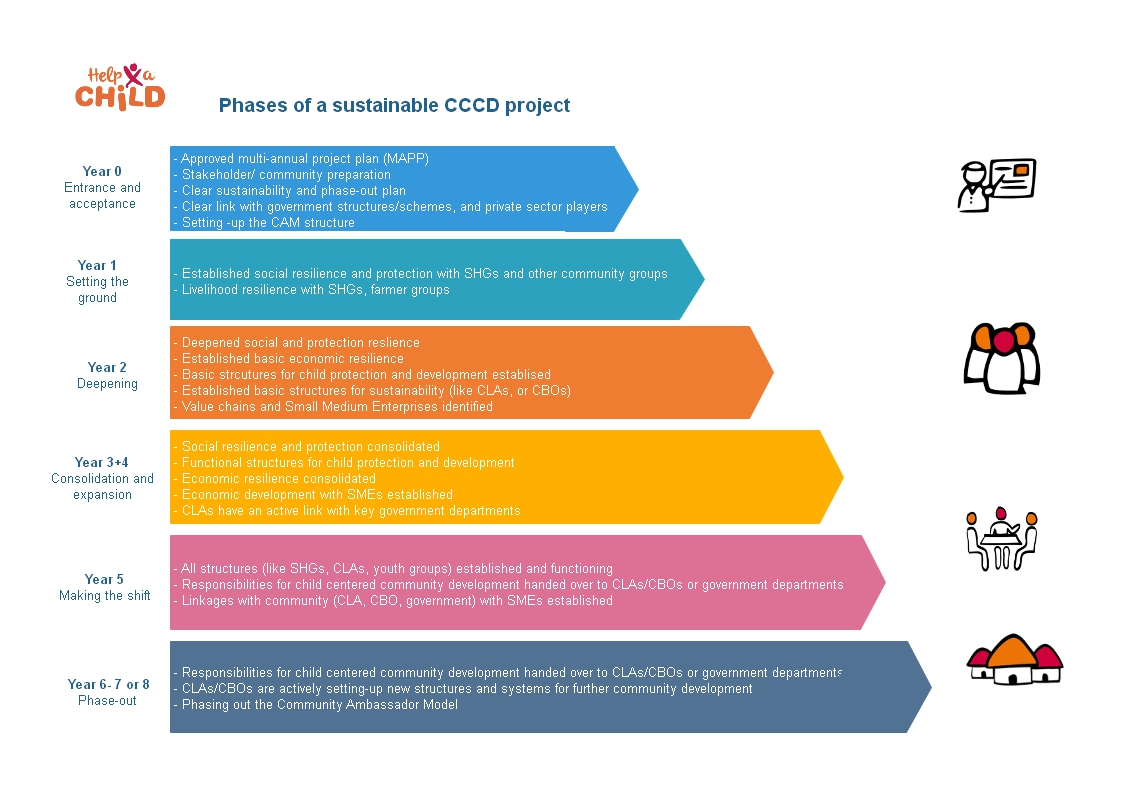 Help a
CHiLD
Phases of a sustainable CCCD project
Year 0
Entrance and
acceptance
- Approved multi-annual project plan (MAPP)
- Stakeholder/ community preparation
- Clear sustainability and phase-out plan
- Clear link with government structures/schemes, and private sector players
- Setting -up the CAM structure
Year 1
Setting the
ground
- Established social resilience and protection with SHGs and other community groups
- Livelihood resilience with SHGs, farmer groups
Year 2
Deepening
- Deepened social and protection reslience
- Established basic economic resilience
- Basic strcutures for child protection and development establised
- Established basic structures for sustainability (like CLAs, or CBOs)
- Value chains and Small Medium Enterprises identified
Year 3+4
Consolidation and
expansion
- Social resilience and protection consolidated
- Functional structures for child protection and development
- Economic resilience consolidated
- Economic development with SMEs established
- CLAs have an active link with key government departments
Year 5
Making the shift
- All structures (like SHGs, CLAs, youth groups) established and functioning
- Responsibilities for child centered community development handed over to CLAs/CBOs or government departments
- Linkages with community (CLA, CBO, government) with SMEs established
Year 6- 7 or 8
Phase-out
- Responsibilities for child centered community development handed over to CLAs/CBOs or government departments
- CLAs/CBOs are actively setting-up new structures and systems for further community development
- Phasing out the Community Ambassador Model